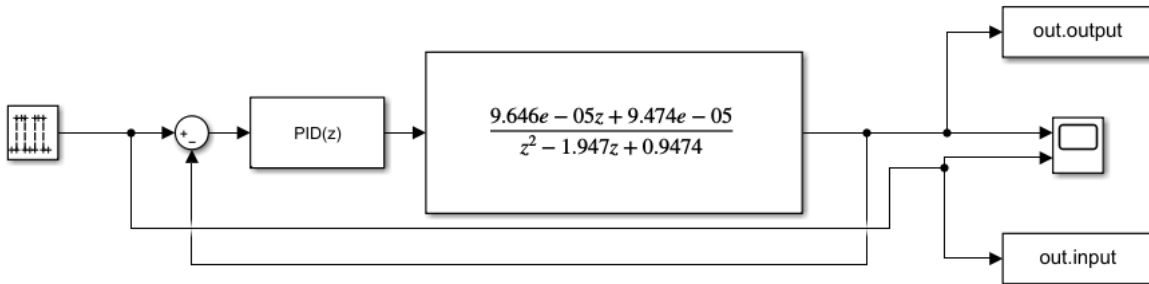 out.output
+
−
PID(z)
9.646e − 05z + 9.474e − 05
z² − 1.947z + 0.9474
out.input